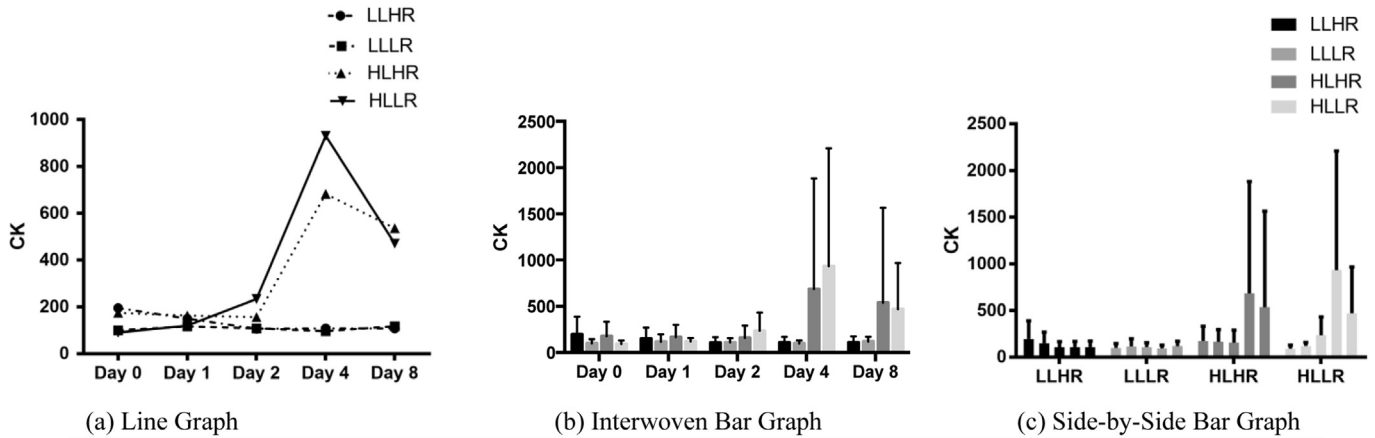 LLHR
LLLR
HLHR
HLLR
1000
800
600
400
200
0
CK
Day 0 Day 1 Day 2 Day 4 Day 8
(a) Line Graph
2500
2000
1500
1000
500
0
CK
Day 0 Day 1 Day 2 Day 4 Day 8
(b) Interwoven Bar Graph
LLHR
LLLR
HLHR
HLLR
2500
2000
1500
1000
500
0
CK
LLHR LLLR HLHR HLLR
(c) Side-by-Side Bar Graph